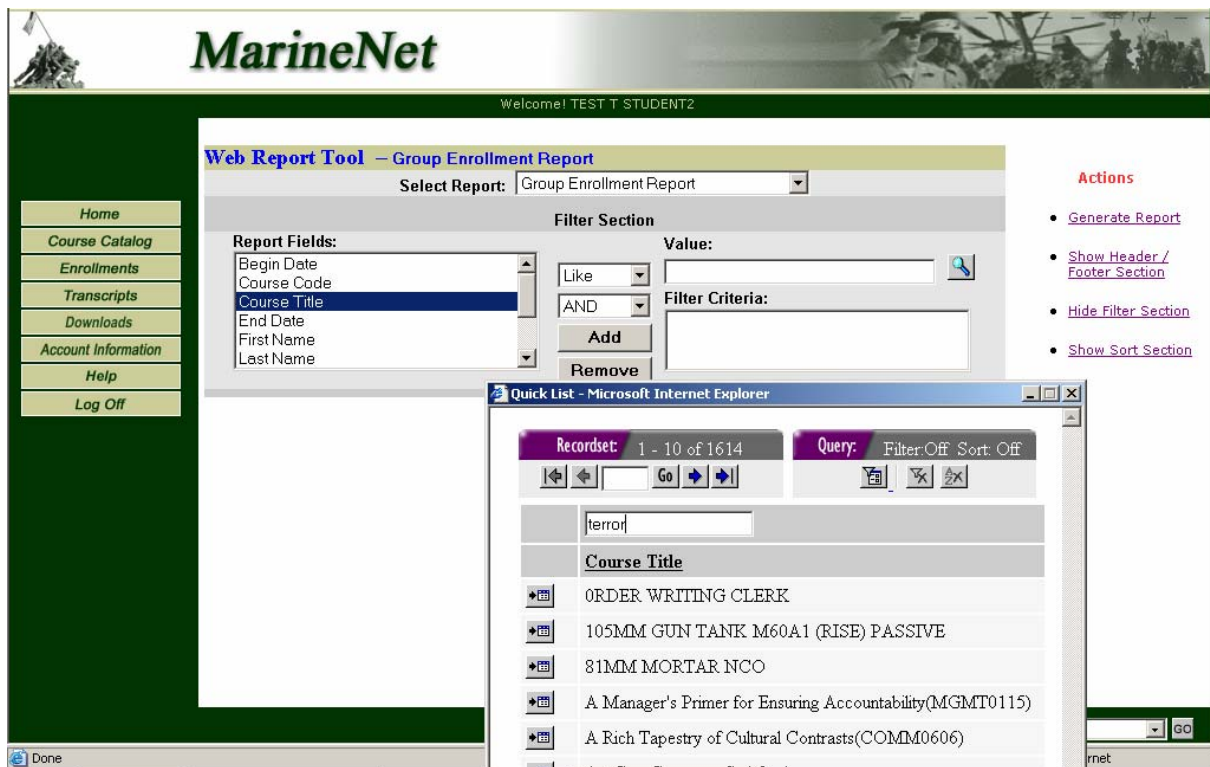 MarineNet
Welcome! TEST T STUDENT2
Home
Course Catalog
Enrollments
Transcripts
Downloads
Account Information
Help
Log Off
Web Report Tool – Group Enrollment Report
Select Report: Group Enrollment Report
Filter Section
Report Fields:
Begin Date
Course Code
Course Title
End Date
First Name
Last Name
Like
AND
Add
Remove
Value:
Filter Criteria:
Actions
Generate Report
Show Header /
Footer Section
Hide Filter Section
Show Sort Section
Quick List - Microsoft Internet Explorer
Recordset: 1 - 10 of 1614
Query: Filter:Off Sort: Off
Go
terror
Course Title
0RDER WRITING CLERK
105MM GUN TANK M60A1 (RISE) PASSIVE
81MM MORTAR NCO
A Manager's Primer for Ensuring Accountability(MGMT0115)
A Rich Tapestry of Cultural Contrasts(COMM0606)
GO
Done
rnet